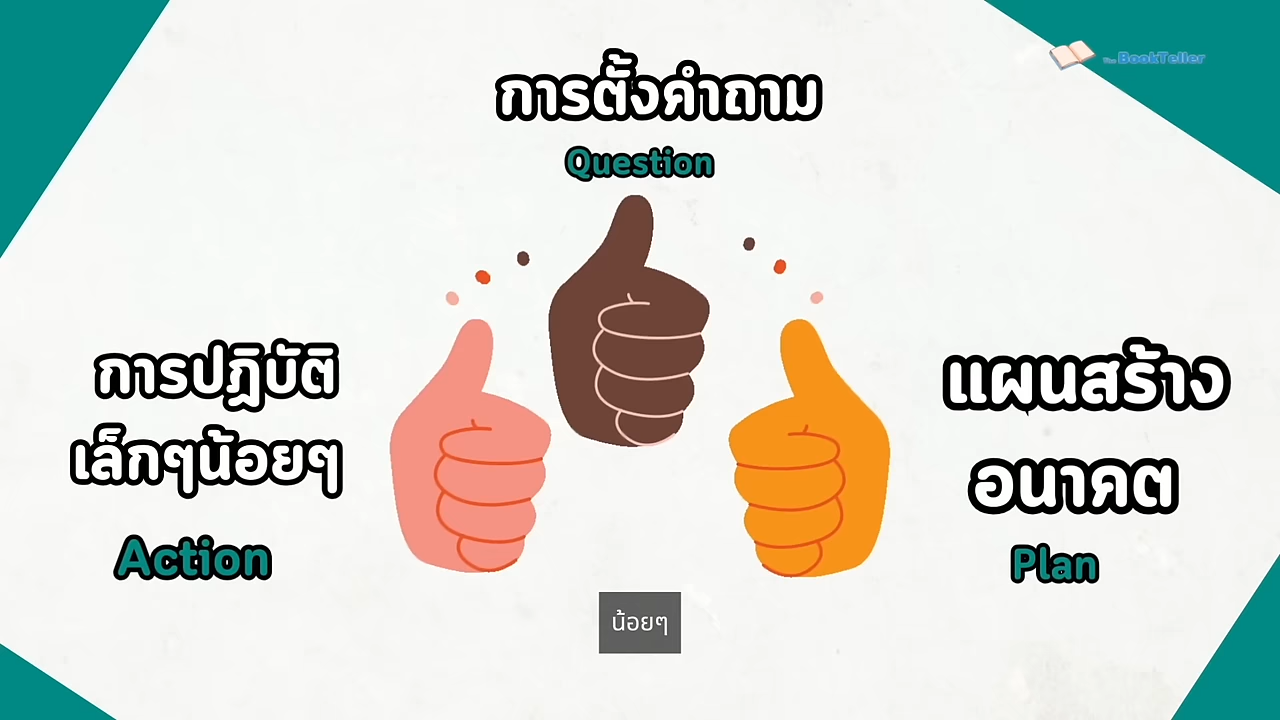 The BookTeller
การตั้งคำถาม
Question
การปฏิบัติ
เล็กๆน้อยๆ
Action
แผนสร้าง
อนาคต
Plan
น้อยๆ